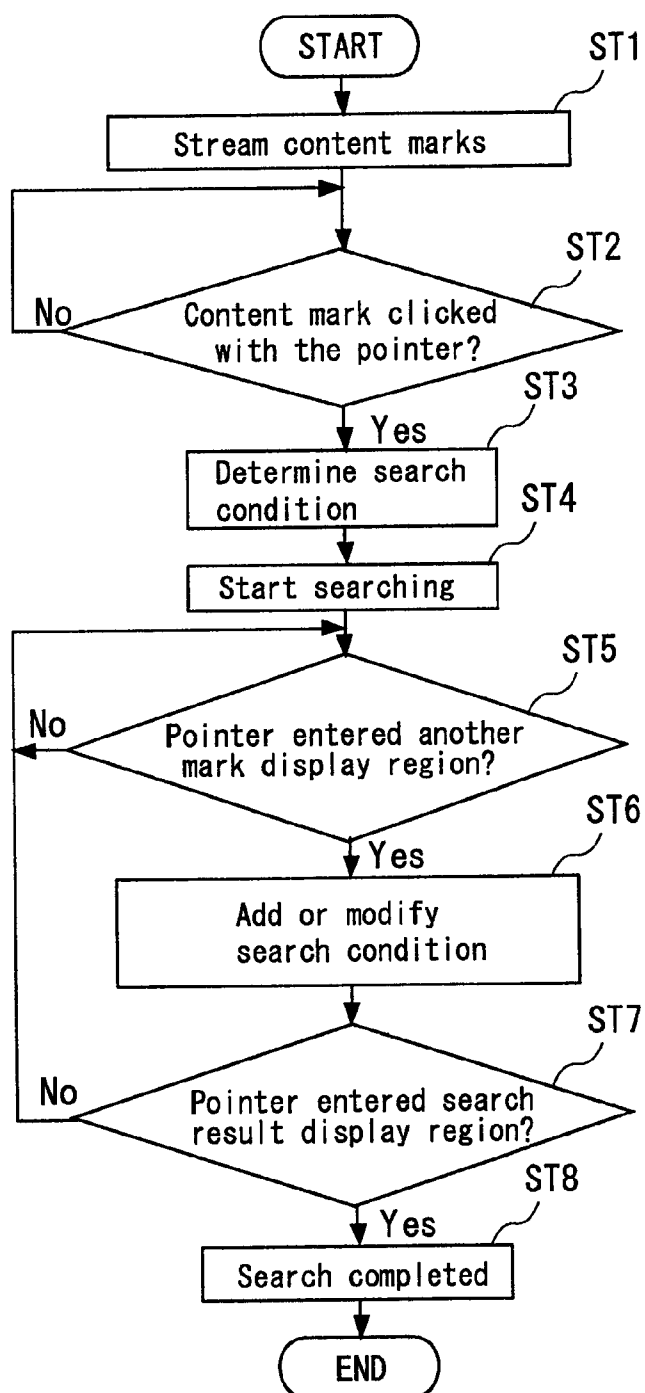 START
ST1
Stream content marks
ST2
No
Content mark clicked
with the pointer?
ST3
Yes
Determine search
condition
ST4
Start searching
ST5
No
Pointer entered another
mark display region?
ST6
Yes
Add or modify
search condition
ST7
No
Pointer entered search
result display region?
ST8
Yes
Search completed
END